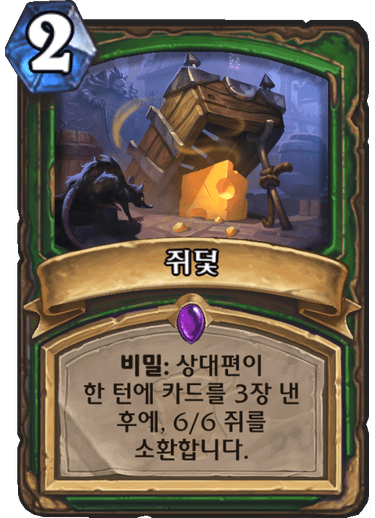 2
쥐덫
비밀: 상대편이
한 턴에 카드를 3장 낸
후에, 6/6 쥐를
소환합니다.